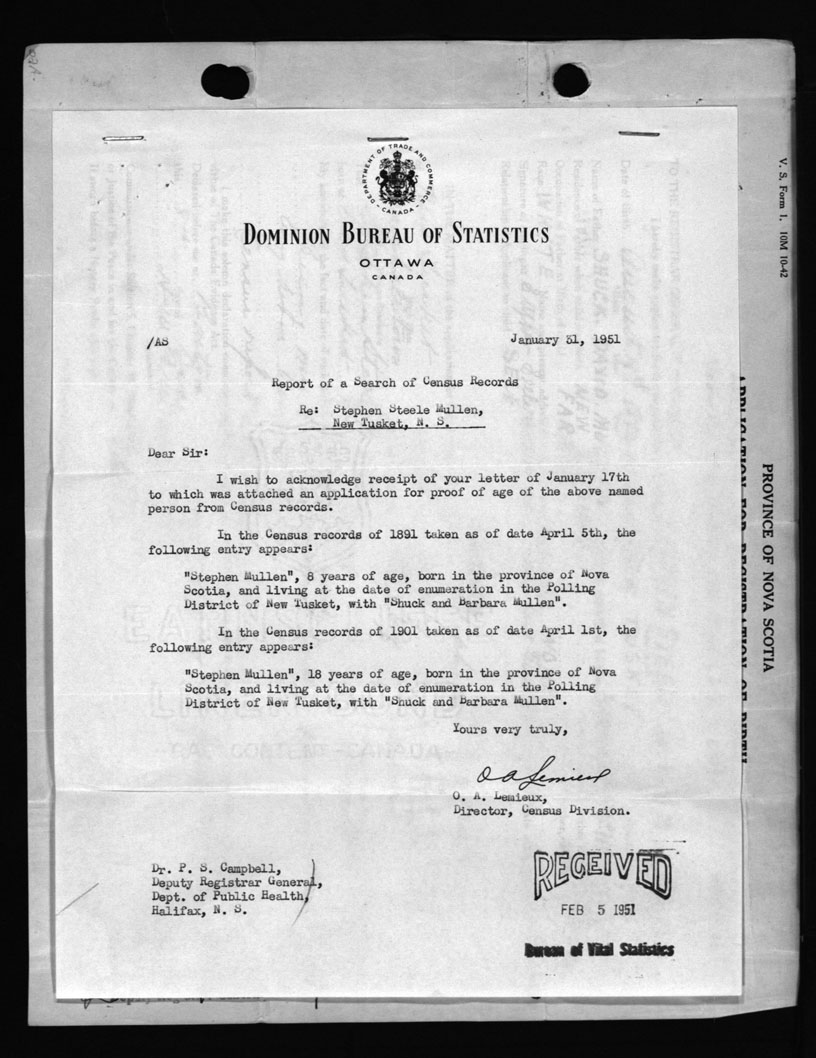 DEPARTMENT OF TRADE AND COMMERCE
- CANADA -
DOMINION BUREAU OF STATISTICS
OTTAWA
CANADA
/AS
January 31, 1951
Report of a Search of Census Records
Re: Stephen Steele Mullen,
New Tusket, N. S.
Dear Sir:
I wish to acknowledge receipt of your letter of January 17th
to which was attached an application for proof of age of the above named
person from Census records.
In the Census records of 1891 taken as of date April 5th, the
following entry appears:
"Stephen Mullen", 8 years of age, born in the province of Nova
Scotia, and living at the date of enumeration in the Polling
District of New Tusket, with "Shuck and Barbara Mullen".
In the Census records of 1901 taken as of date April 1st, the
following entry appears:
"Stephen Mullen", 18 years of age, born in the province of Nova
Scotia, and living at the date of enumeration in the Polling
District of New Tusket, with "Shuck and Barbara Mullen".
Yours very truly,
O A Lemieux
O. A. Lemieux,
Director, Census Division.
Dr. P. S. Campbell,
Deputy Registrar General,
Dept. of Public Health,
Halifax, N. S.
RECEIVED
FEB 5 1951
Bureau of Vital Statistics
V. S. Form 1. 10M 10-42
PROVINCE OF NOVA SCOTIA
APPLICATION FOR REGISTRATION OF BIRTH